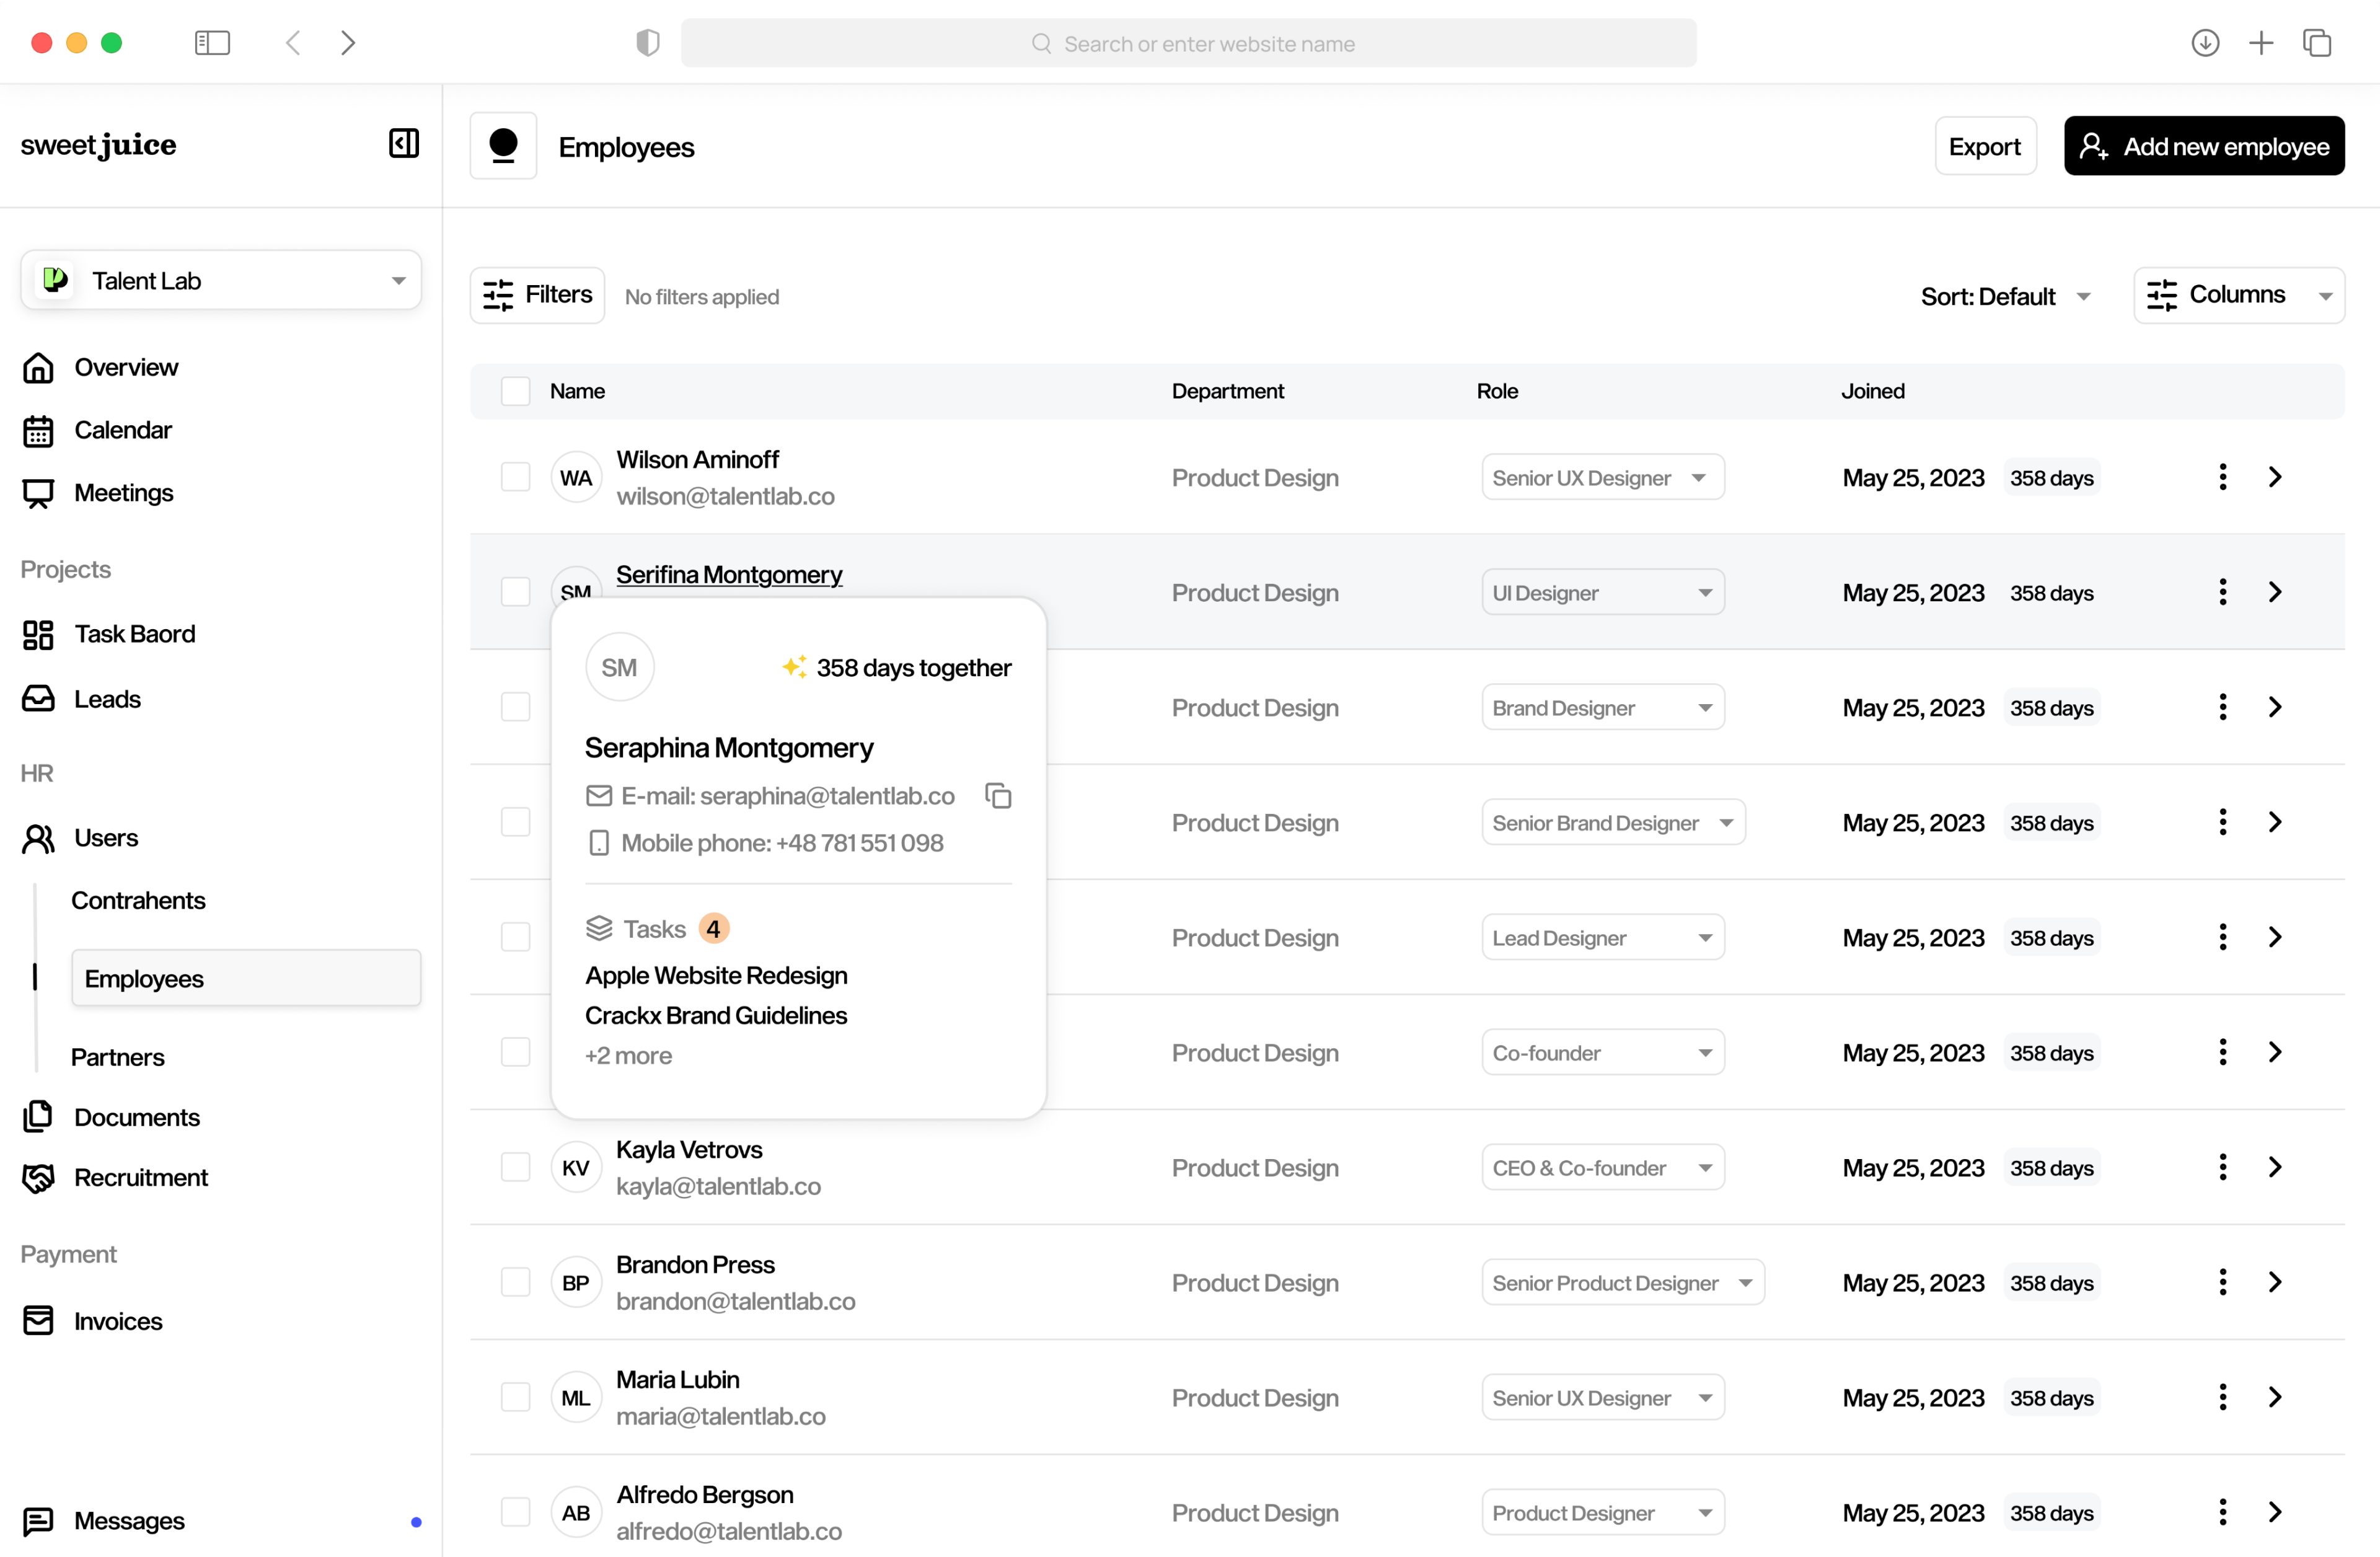 Search or enter website name
sweetjuice
Employees
Export
Add new employee
Talent Lab
Overview
Calendar
Meetings
Projects
Task Baord
Leads
HR
Users
Contrahents
Employees
Partners
Documents
Recruitment
Payment
Invoices
Messages
Filters
No filters applied
Sort: Default
Columns
Name Department Role Joined
WA
Wilson Aminoff
wilson@talentlab.co
Product Design Senior UX Designer May 25, 2023 358 days
SM
Serifina Montgomery
Product Design UI Designer May 25, 2023 358 days
SM
358 days together
Seraphina Montgomery
E-mail: seraphina@talentlab.co
Mobile phone: +48 781 551 098
Tasks 4
Apple Website Redesign
Crackx Brand Guidelines
+2 more
Product Design Brand Designer May 25, 2023 358 days
Product Design Senior Brand Designer May 25, 2023 358 days
Product Design Lead Designer May 25, 2023 358 days
Product Design Co-founder May 25, 2023 358 days
KV
Kayla Vetrovs
kayla@talentlab.co
Product Design CEO & Co-founder May 25, 2023 358 days
BP
Brandon Press
brandon@talentlab.co
Product Design Senior Product Designer May 25, 2023 358 days
ML
Maria Lubin
maria@talentlab.co
Product Design Senior UX Designer May 25, 2023 358 days
AB
Alfredo Bergson
alfredo@talentlab.co
Product Design Product Designer May 25, 2023 358 days